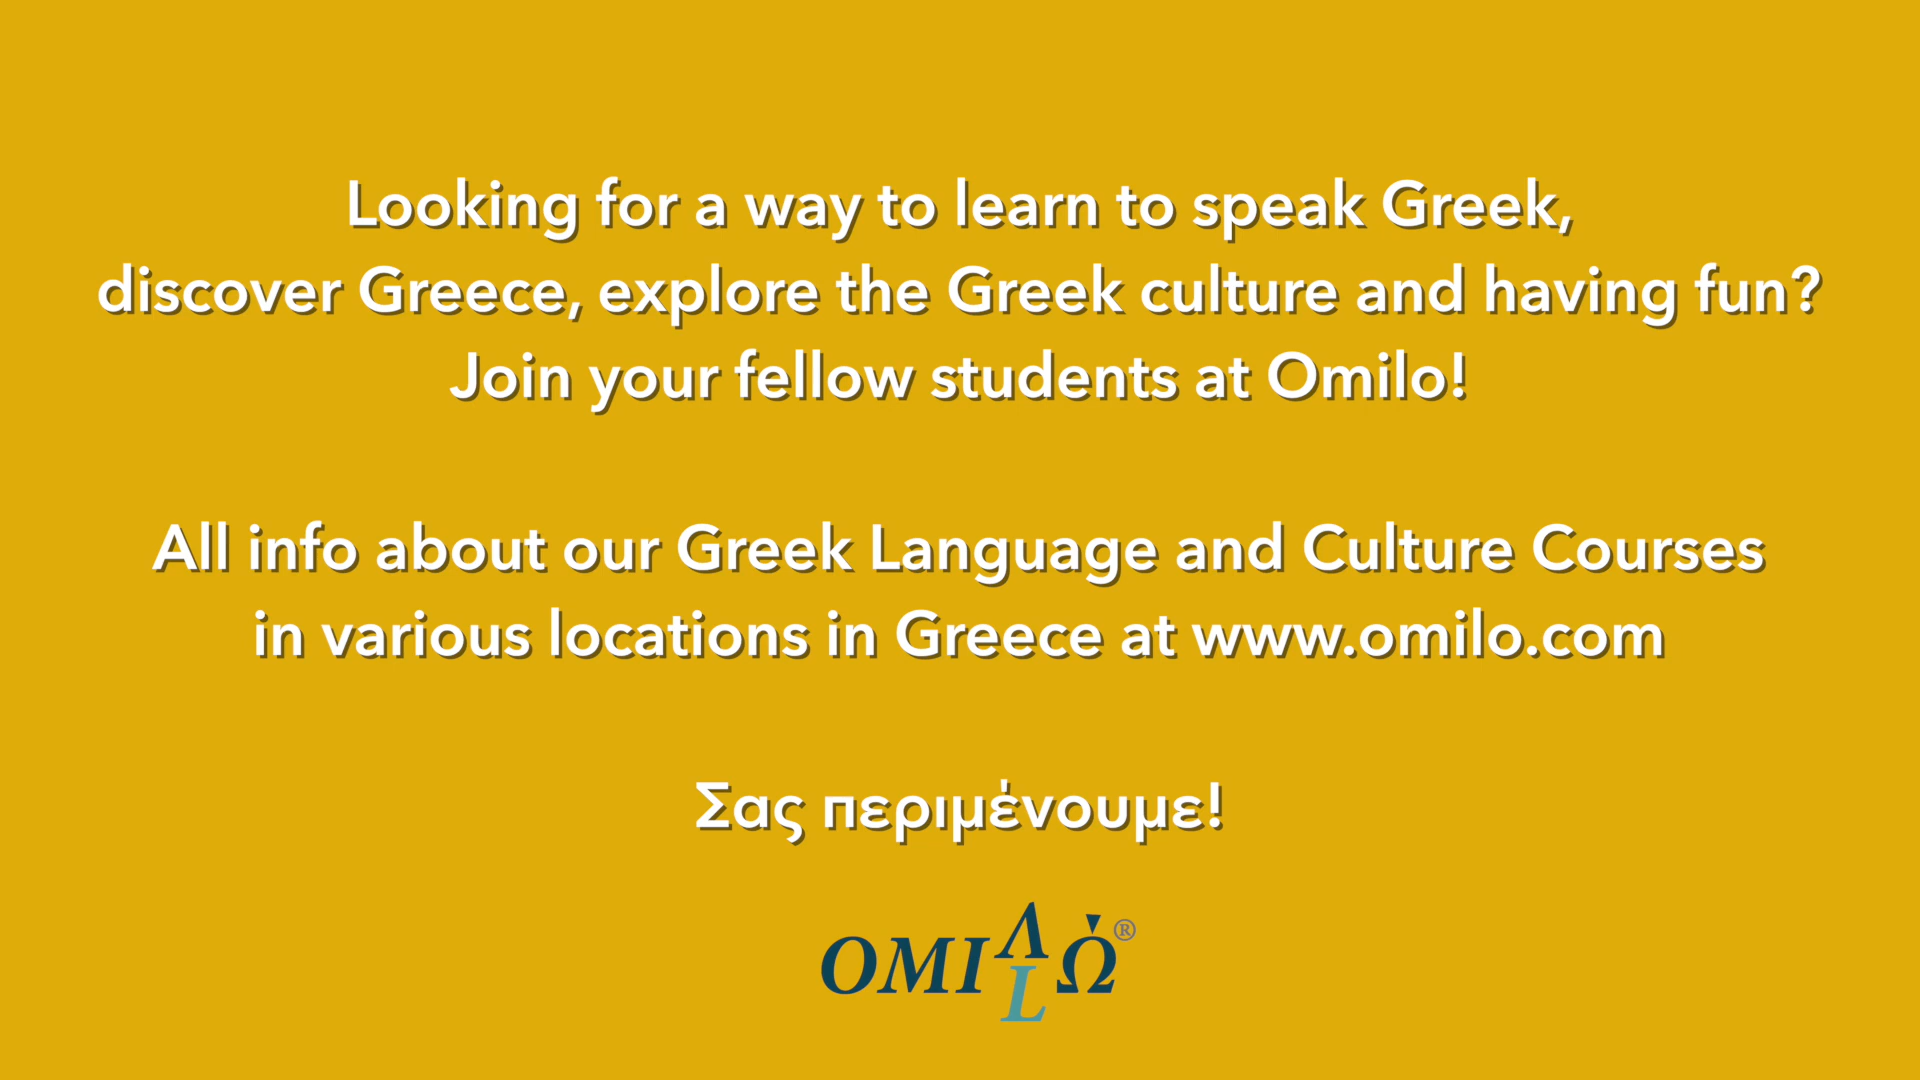 Looking for a way to learn to speak Greek,
discover Greece, explore the Greek culture and having fun?
Join your fellow students at Omilo!
All info about our Greek Language and Culture Courses
in various locations in Greece at www.omilo.com
Σας περιμένουμε!
ΟΜΙΛLΏ®